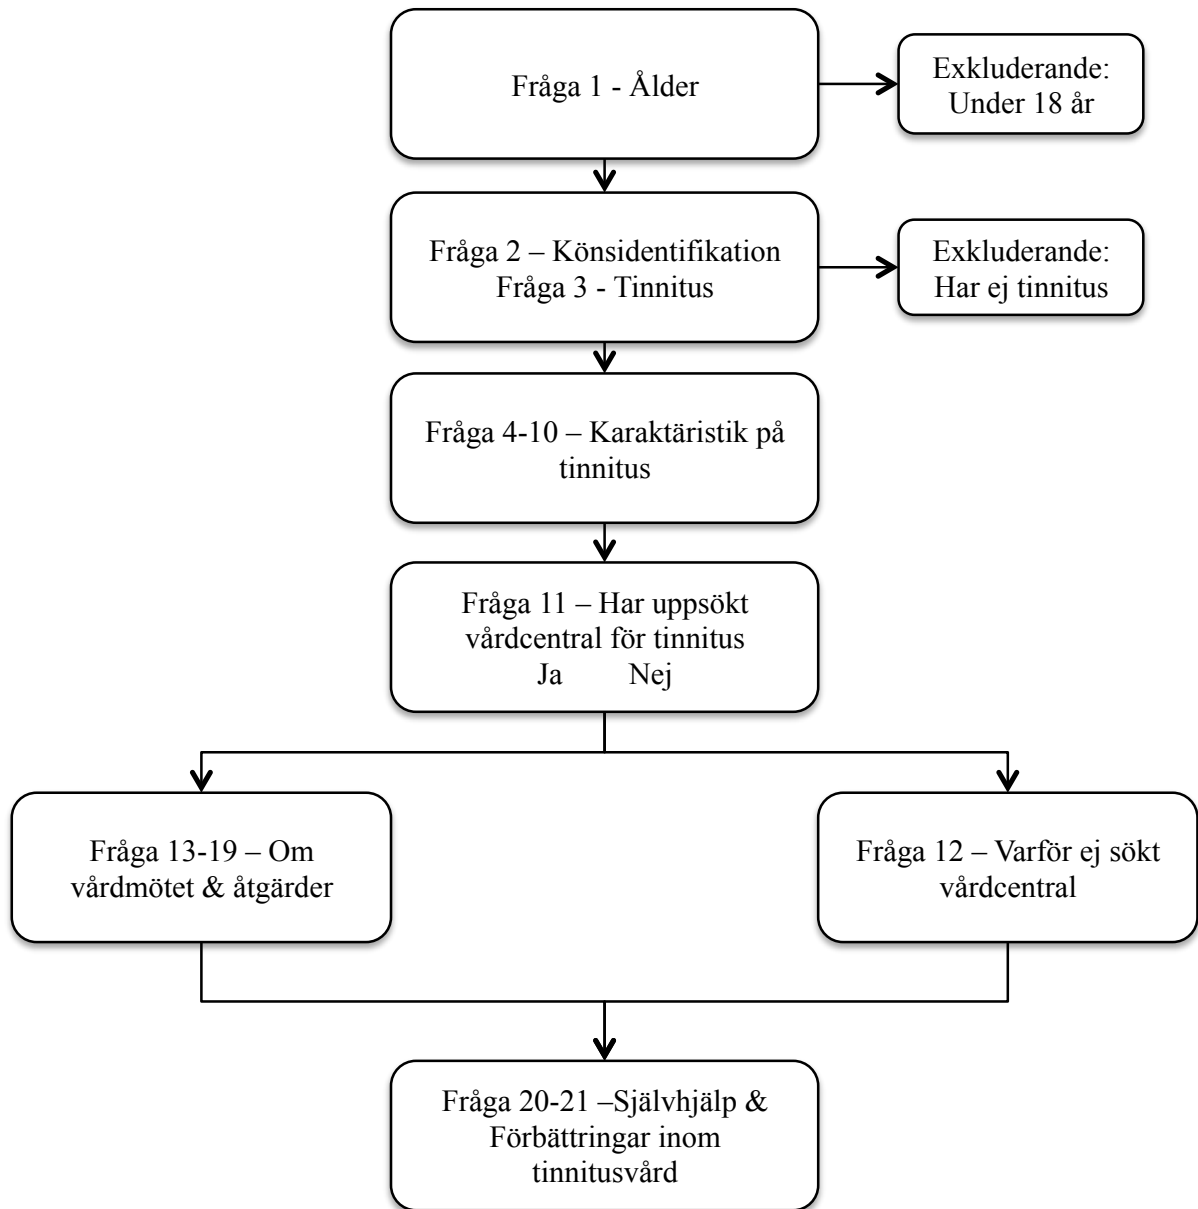 Fråga 1 - Ålder
Exkluderande:
Under 18 år
Fråga 2 – Könsidentifikation
Fråga 3 - Tinnitus
Exkluderande:
Har ej tinnitus
Fråga 4-10 – Karaktäristik på
tinnitus
Fråga 11 – Har uppsökt
vårdcentral för tinnitus
Ja Nej
Fråga 13-19 – Om
vårdmötet & åtgärder
Fråga 12 – Varför ej sökt
vårdcentral
Fråga 20-21 –Självhjälp &
Förbättringar inom
tinnitusvård